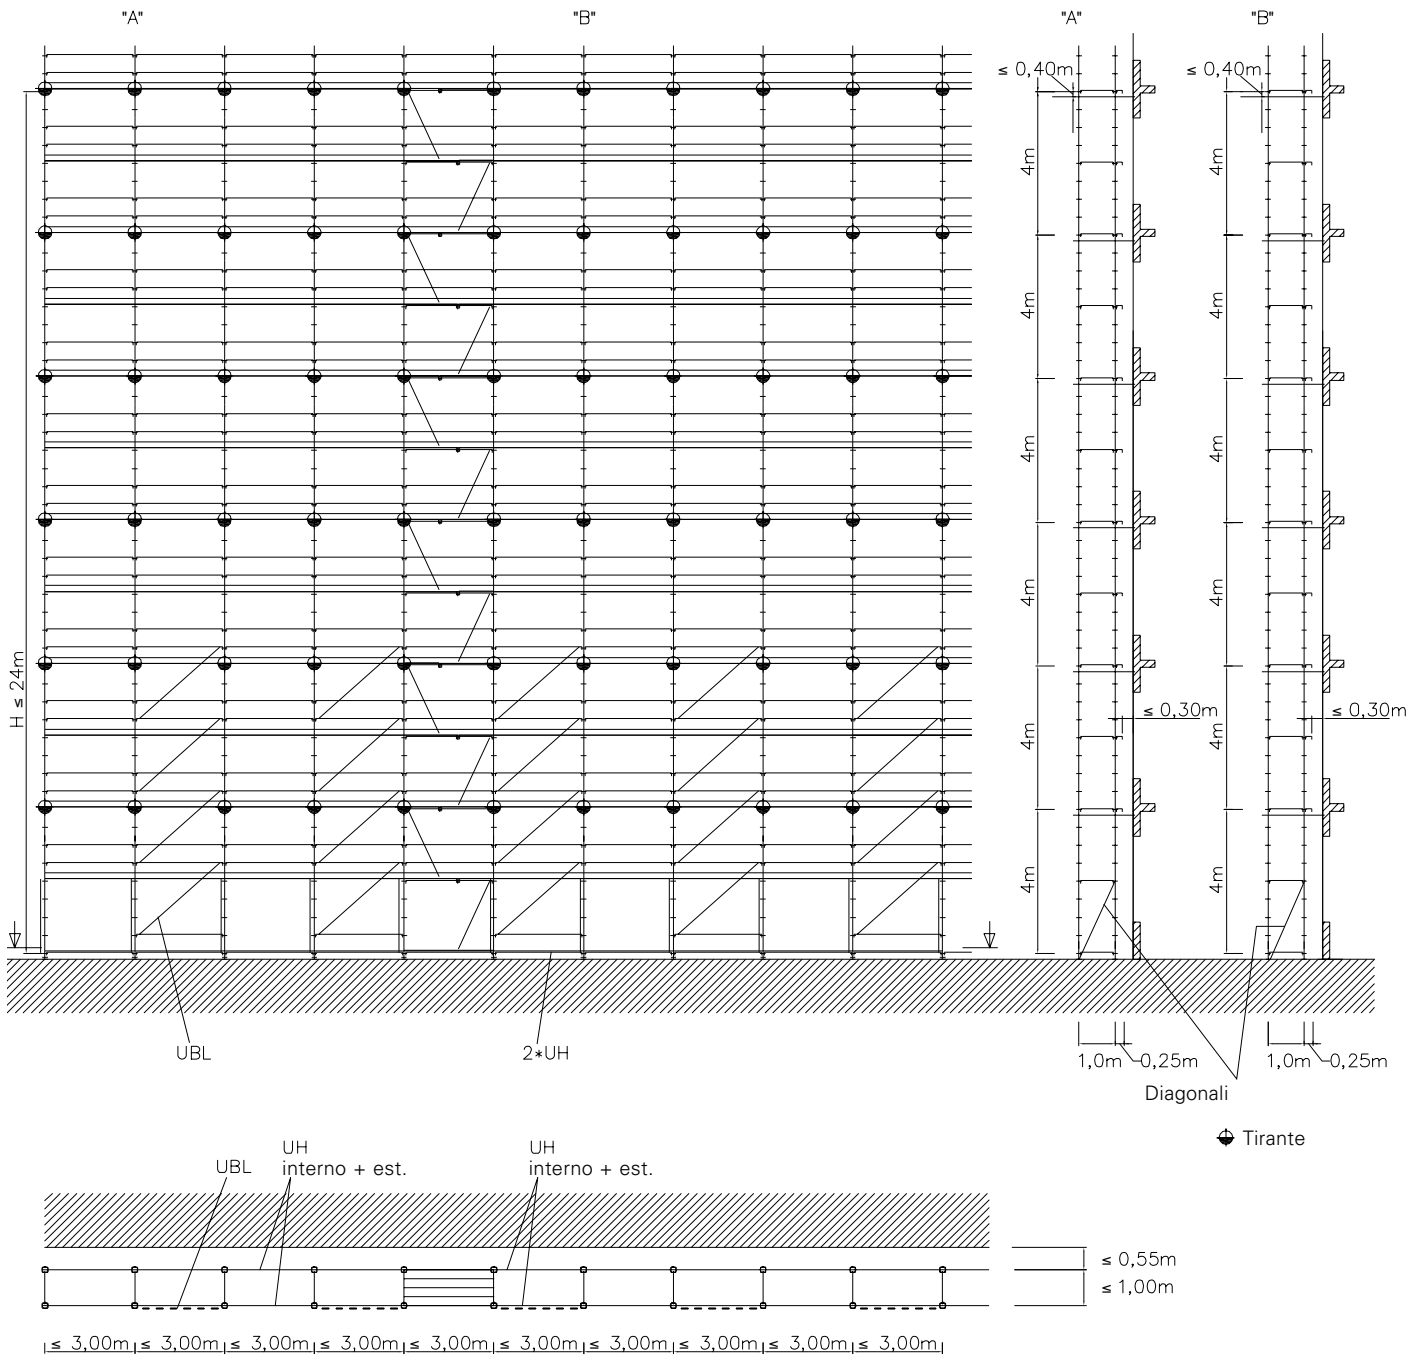 "A"
"B"
"A"
"B"
≤ 0,40m
≤ 0,40m
4m
4m
4m
4m
4m
4m
4m
4m
4m
4m
4m
4m
H ≤ 24m
≤ 0,30m
≤ 0,30m
UBL
2*UH
1,0m
0,25m
1,0m
0,25m
Diagonali
Tirante
UBL
UH
interno + est.
UH
interno + est.
≤ 0,55m
≤ 1,00m
≤ 3,00m
≤ 3,00m
≤ 3,00m
≤ 3,00m
≤ 3,00m
≤ 3,00m
≤ 3,00m
≤ 3,00m
≤ 3,00m
≤ 3,00m